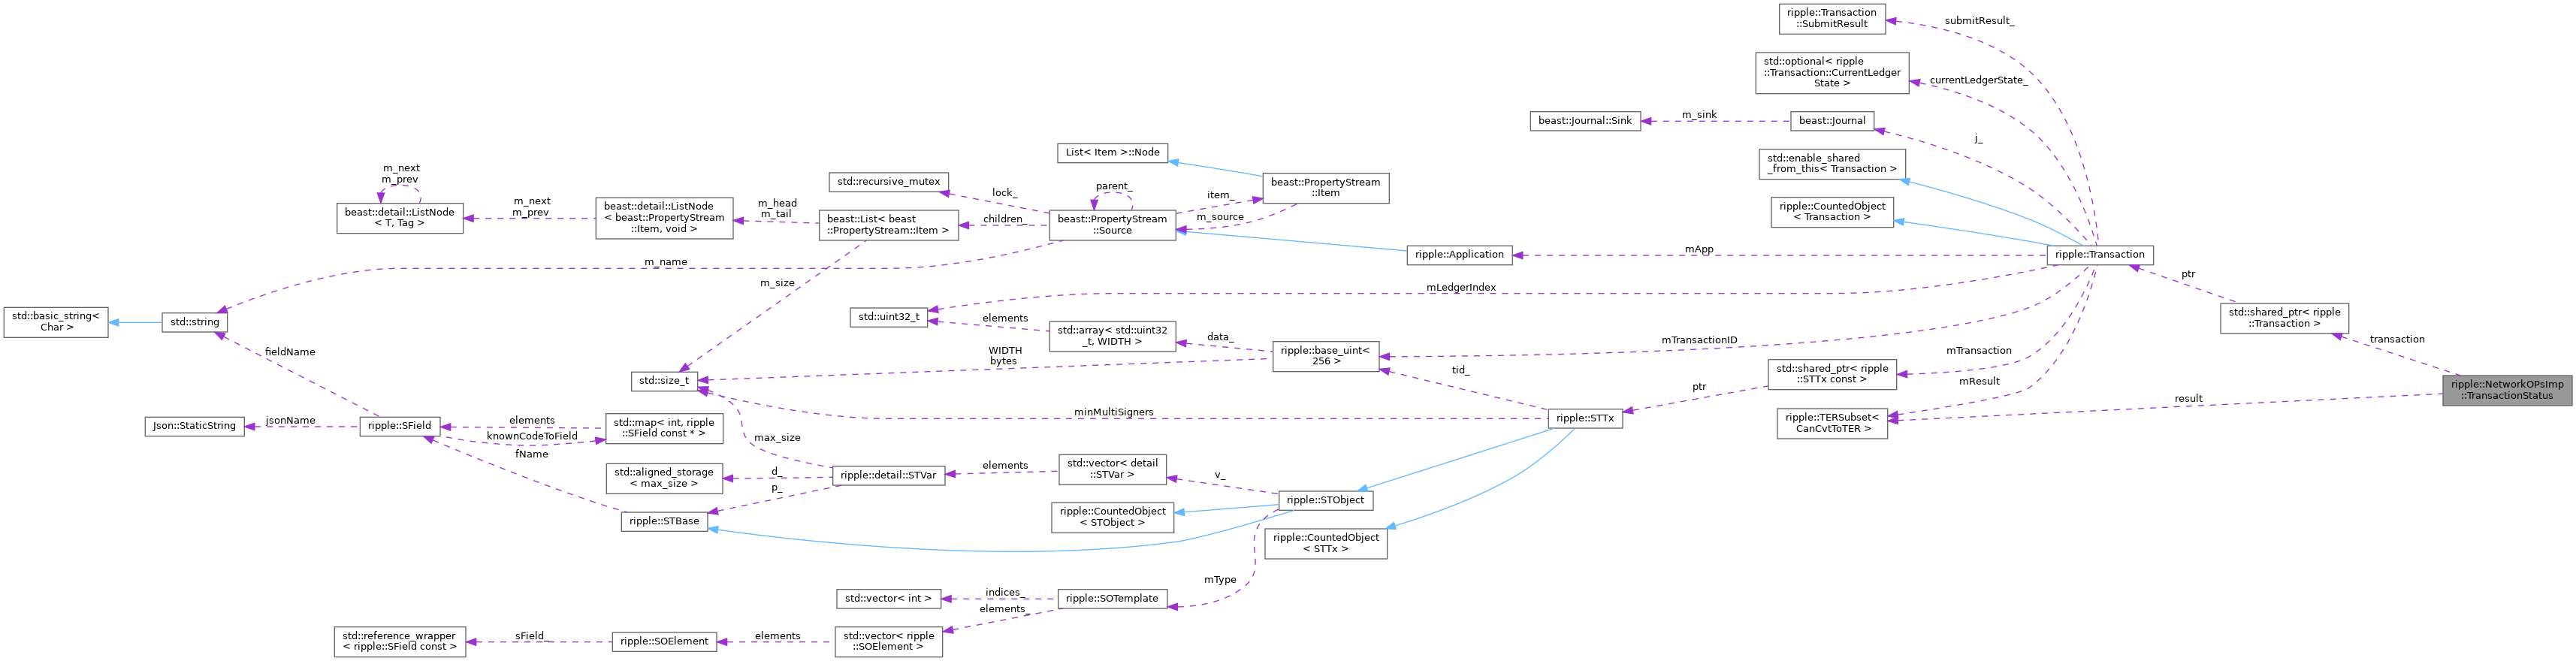 ripple::Transaction
::SubmitResult
submitResult_
std::optional< ripple
::Transaction::CurrentLedger
State >
currentLedgerState_
beast::Journal::Sink
m_sink
beast::Journal
j_
List< Item >::Node
std::enable_shared
_from_this< Transaction >
m_next
m_prev
std::recursive_mutex
lock_
parent_
item_
beast::PropertyStream
::Item
beast::detail::ListNode
< T, Tag >
m_next
m_prev
beast::detail::ListNode
< beast::PropertyStream
::Item, void >
m_head
m_tail
beast::List< beast
::PropertyStream::Item >
children_
beast::PropertyStream
::Source
m_source
ripple::CountedObject
< Transaction >
m_name
ripple::Application
mApp
ripple::Transaction
ptr
m_size
mLedgerIndex
std::basic_string<
Char >
std::string
std::uint32_t
elements
std::array< std::uint32
_t, WIDTH >
data_
ripple::base_uint<
256 >
mTransactionID
std::shared_ptr< ripple
::Transaction >
transaction
fieldName
WIDTH
bytes
std::size_t
tid_
mTransaction
std::shared_ptr< ripple
::STTx const >
ptr
mResult
ripple::NetworkOPsImp
::TransactionStatus
result
minMultiSigners
ripple::STTx
ripple::TERSubset<
CanCvtToTER >
Json::StaticString
jsonName
ripple::SField
elements
knownCodeToField
std::map< int, ripple
::SField const * >
fName
max_size
std::aligned_storage
< max_size >
d_
p_
ripple::detail::STVar
elements
std::vector< detail
::STVar >
v_
ripple::STObject
ripple::STBase
ripple::CountedObject
< STObject >
ripple::CountedObject
< STTx >
mType
std::vector< int >
indices_
ripple::SOTemplate
elements_
std::reference_wrapper
< ripple::SField const >
sField_
ripple::SOElement
elements
std::vector< ripple
::SOElement >